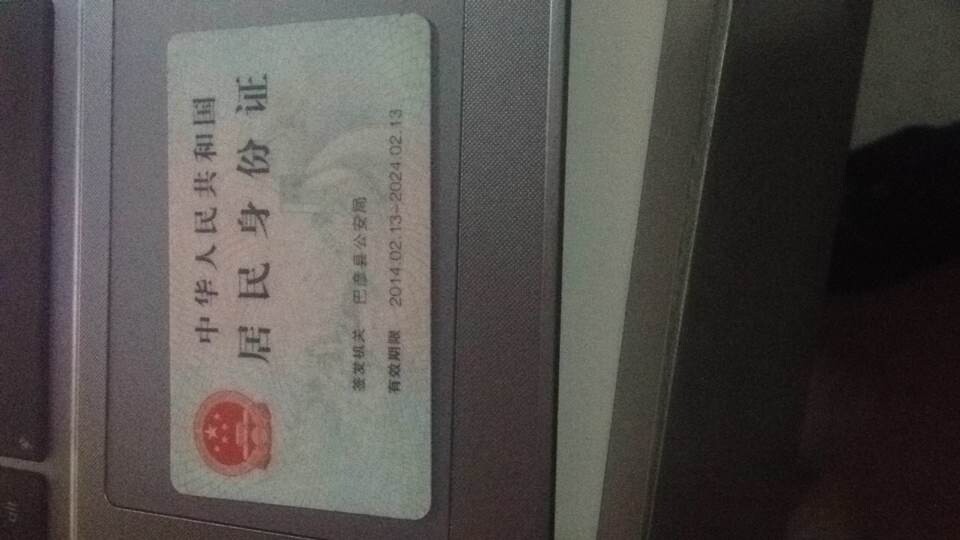 中华人民共和国
居民身份证
签发机关 巴彦县公安局
有效期限 2014.02.13-2024.02.13
alt